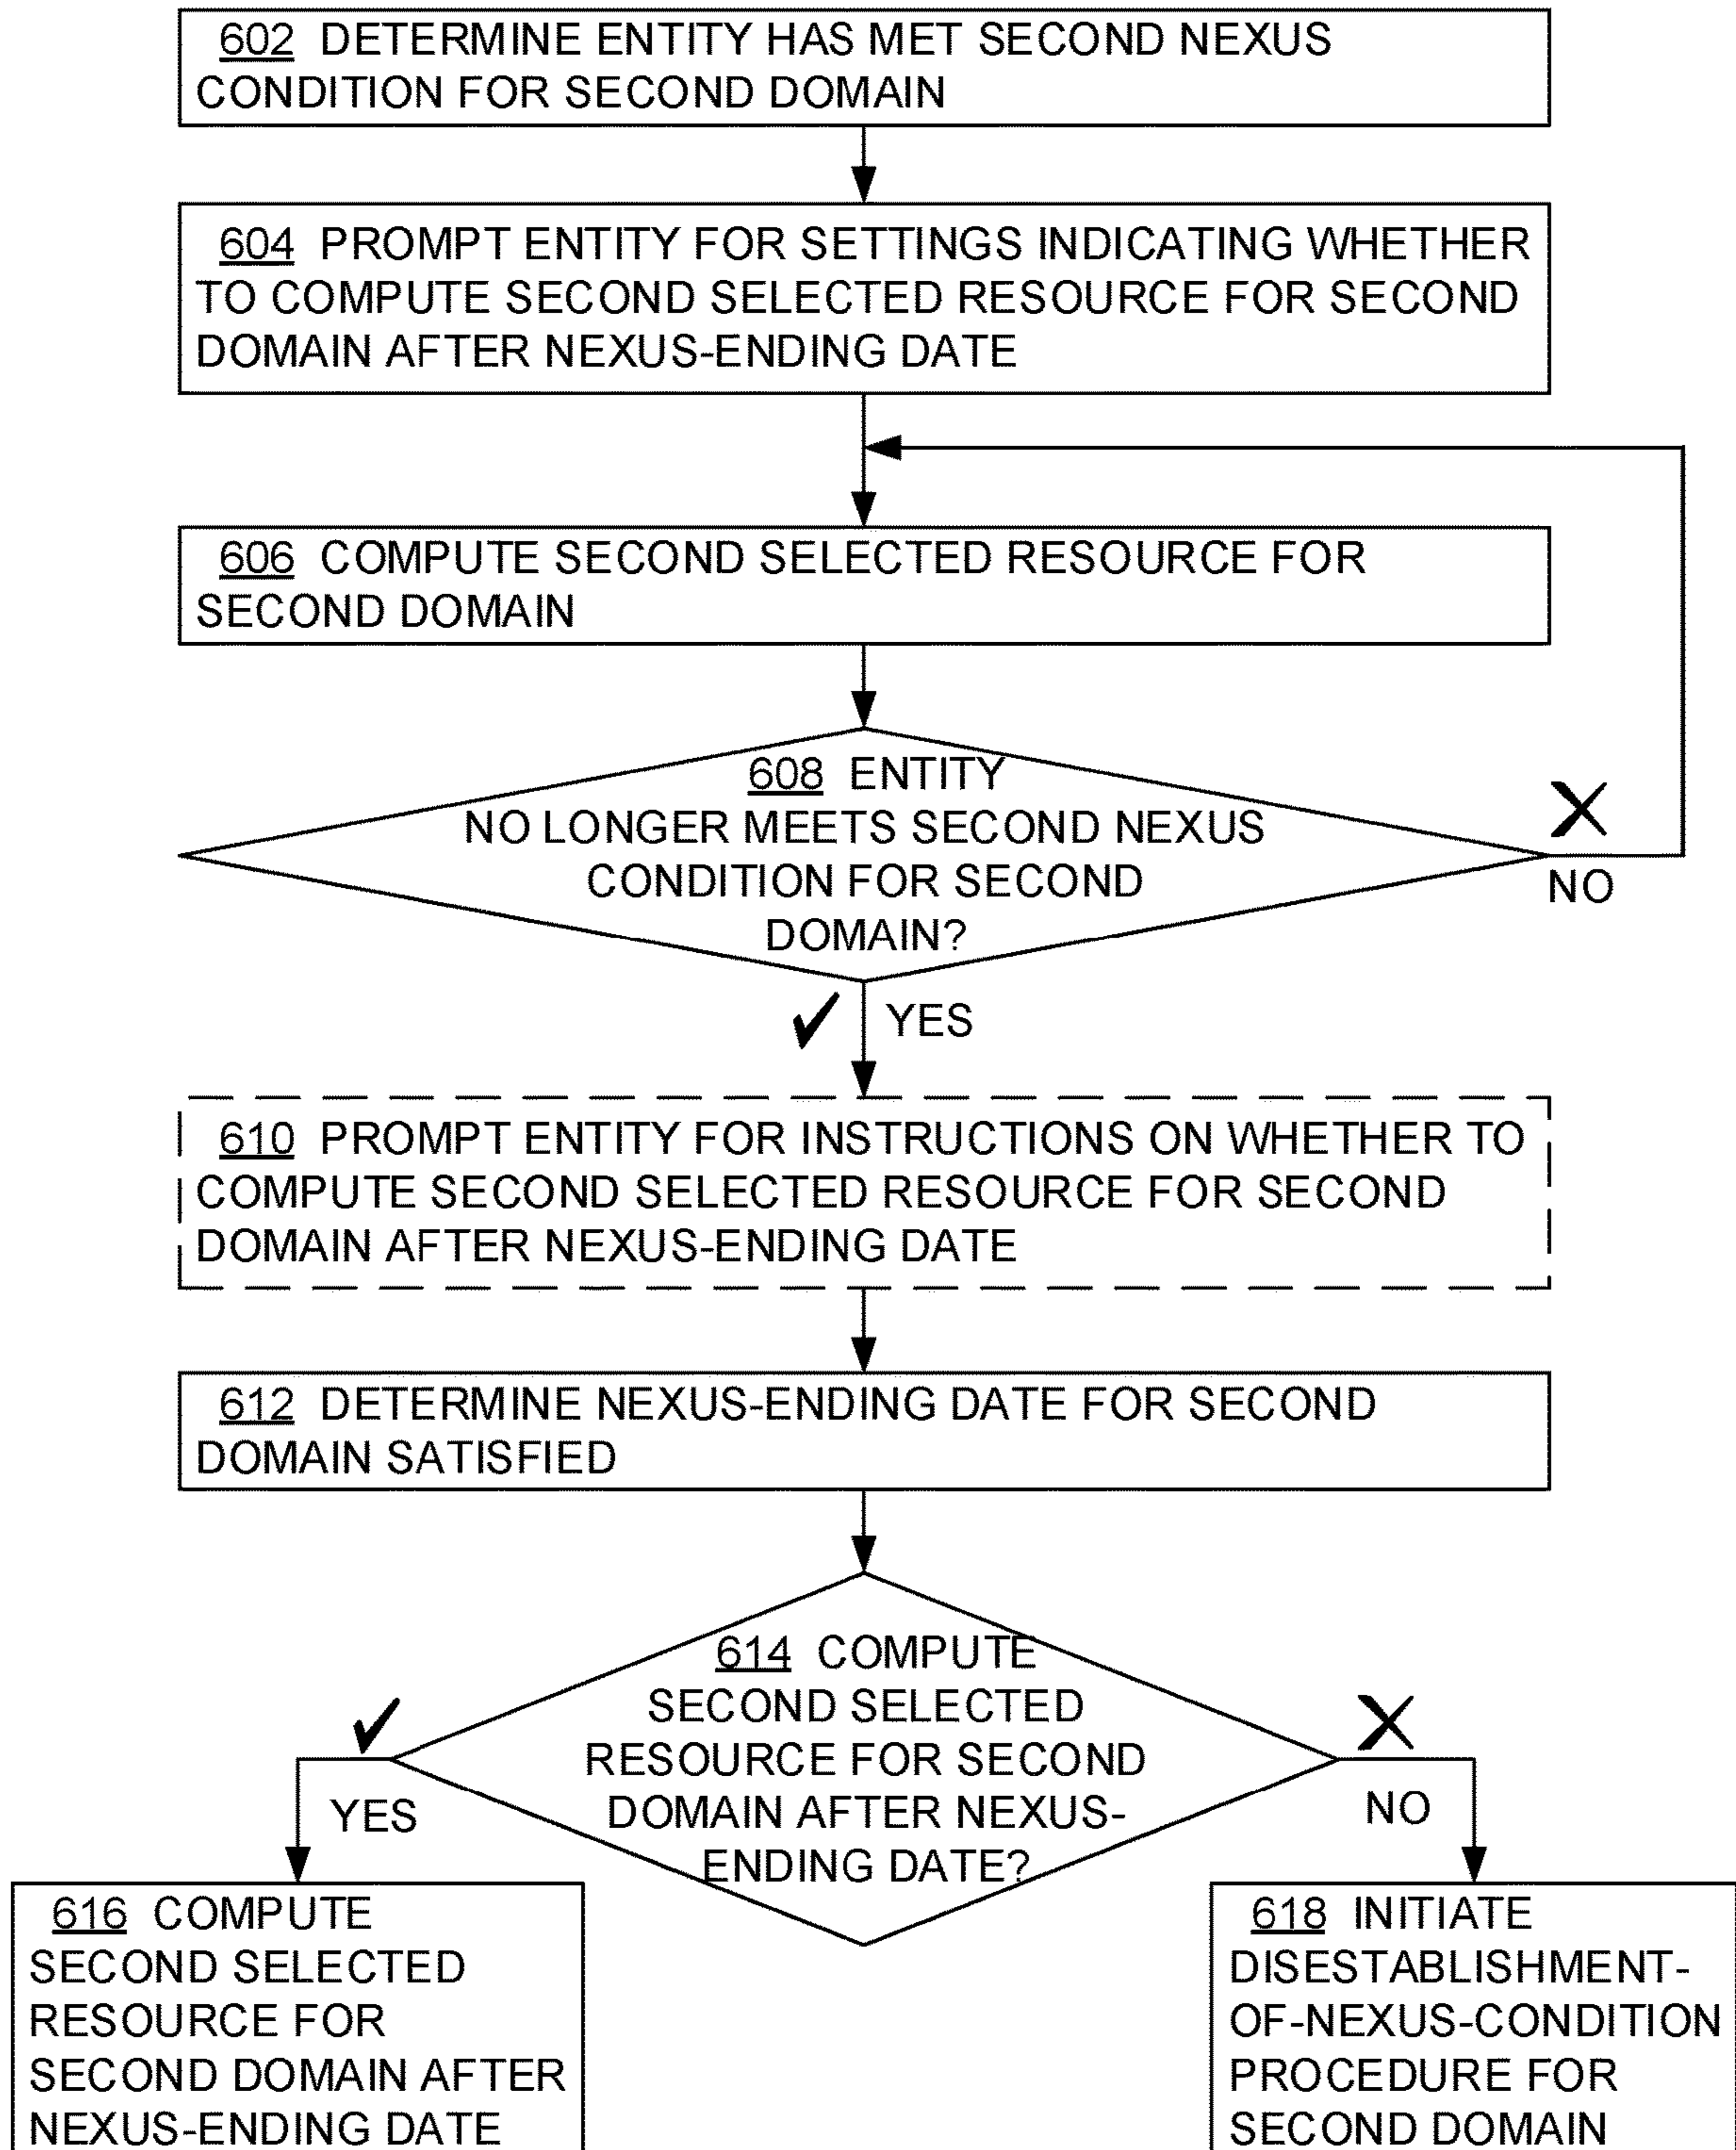 602 DETERMINE ENTITY HAS MET SECOND NEXUS
CONDITION FOR SECOND DOMAIN
604 PROMPT ENTITY FOR SETTINGS INDICATING WHETHER
TO COMPUTE SECOND SELECTED RESOURCE FOR SECOND
DOMAIN AFTER NEXUS-ENDING DATE
606 COMPUTE SECOND SELECTED RESOURCE FOR
SECOND DOMAIN
608 ENTITY
NO LONGER MEETS SECOND NEXUS
CONDITION FOR SECOND
DOMAIN?
NO
YES
610 PROMPT ENTITY FOR INSTRUCTIONS ON WHETHER TO
COMPUTE SECOND SELECTED RESOURCE FOR SECOND
DOMAIN AFTER NEXUS-ENDING DATE
612 DETERMINE NEXUS-ENDING DATE FOR SECOND
DOMAIN SATISFIED
614 COMPUTE
SECOND SELECTED
RESOURCE FOR SECOND
DOMAIN AFTER NEXUS-
ENDING DATE?
YES
NO
616 COMPUTE
SECOND SELECTED
RESOURCE FOR
SECOND DOMAIN AFTER
NEXUS-ENDING DATE
618 INITIATE
DISESTABLISHMENT-
OF-NEXUS-CONDITION
PROCEDURE FOR
SECOND DOMAIN